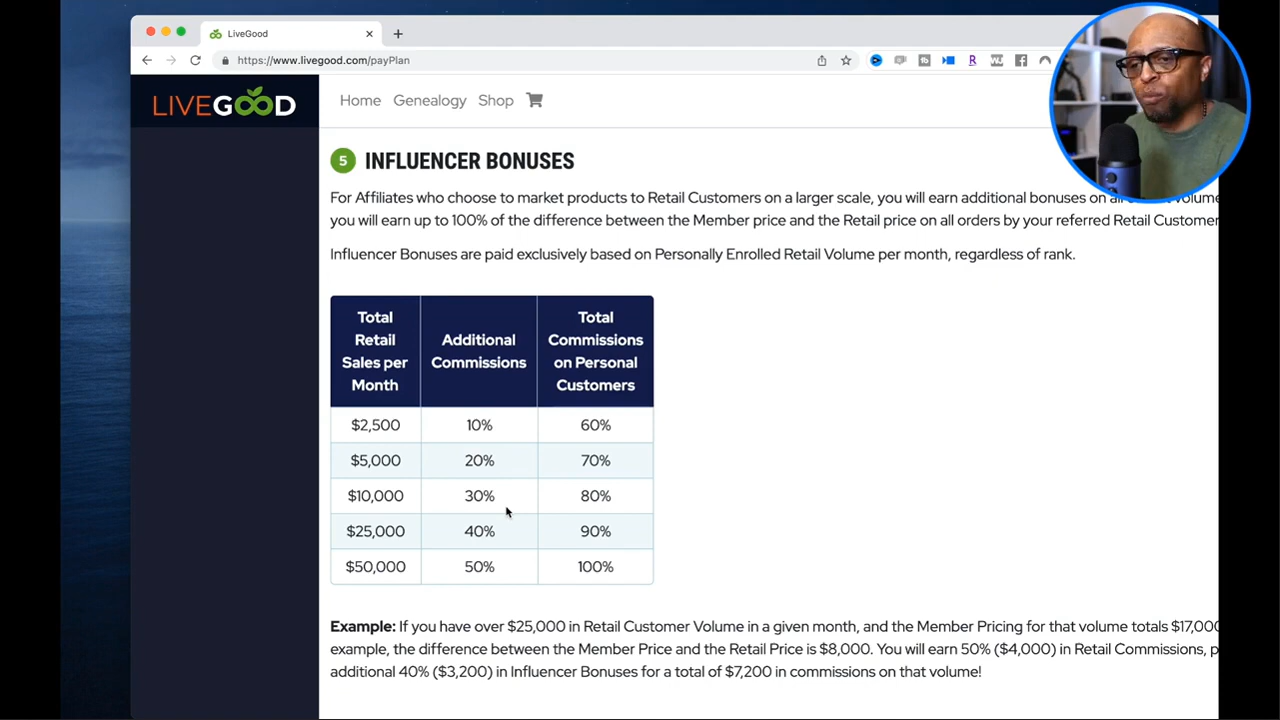 LiveGood
https://www.livegood.com/payPlan
LIVEGOOD
Home Genealogy Shop
5 INFLUENCER BONUSES
For Affiliates who choose to market products to Retail Customers on a larger scale, you will earn additional bonuses on
you will earn up to 100% of the difference between the Member price and the Retail price on all orders by your referred Retail Customer
Influencer Bonuses are paid exclusively based on Personally Enrolled Retail Volume per month, regardless of rank.
Total Retail Sales per Month Additional Commissions Total Commissions on Personal Customers
$2,500 10% 60%
$5,000 20% 70%
$10,000 30% 80%
$25,000 40% 90%
$50,000 50% 100%
Example: If you have over $25,000 in Retail Customer Volume in a given month, and the Member Pricing for that volume totals $17,000
example, the difference between the Member Price and the Retail Price is $8,000. You will earn 50% ($4,000) in Retail Commissions, p
additional 40% ($3,200) in Influencer Bonuses for a total of $7,200 in commissions on that volume!